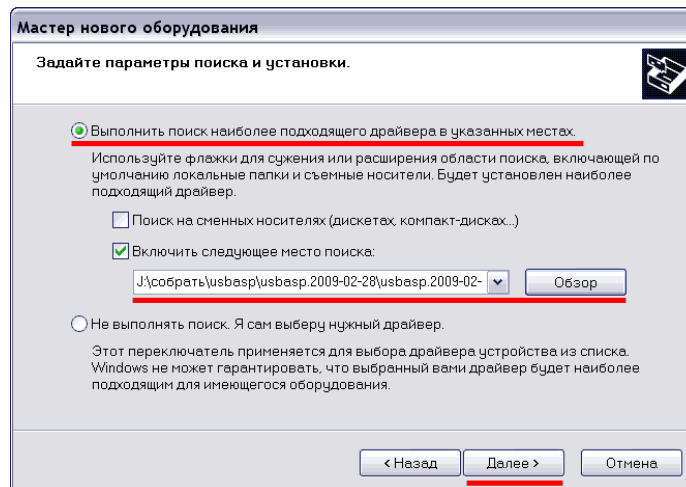 Мастер нового оборудования
Задайте параметры поиска и установки.
Выполнить поиск наиболее подходящего драйвера в указанных местах.
Используйте флажки для сужения или расширения области поиска, включающей по
умолчанию локальные папки и съемные носители. Будет установлен наиболее
подходящий драйвер.
Поиск на сменных носителях (дискетах, компакт-дисках...)
Включить следующее место поиска:
J:\собрать\usbasp\usbasp.2009-02-28\usbasp.2009-02- Обзор
Не выполнять поиск. Я сам выберу нужный драйвер.
Этот переключатель применяется для выбора драйвера устройства из списка.
Windows не может гарантировать, что выбранный вами драйвер будет наиболее
подходящим для имеющегося оборудования.
< Назад Далее > Отмена